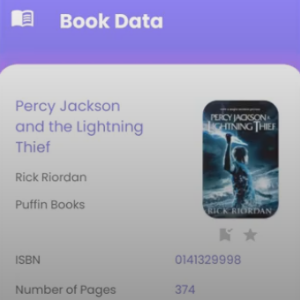 Book Data
Percy Jackson
and the Lightning
Thief
Rick Riordan
Puffin Books
PERCY JACKSON
LIGHTNING THIEF
RICK RIORDAN
ISBN 0141329998
Number of Pages 374